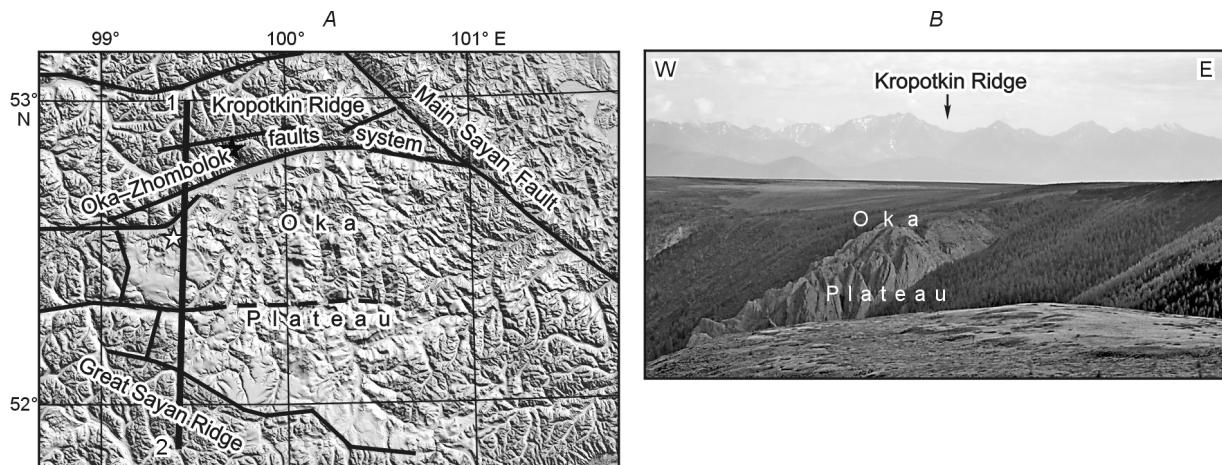 A
B
99°
100°
101° E
53°
N
52°
1
Kropotkin Ridge
Oka-Zhombolok
faults
system
Main Sayan Fault
O k a
P l a t e a u
Great Sayan Ridge
2
W
E
Kropotkin Ridge
O k a
P l a t e a u